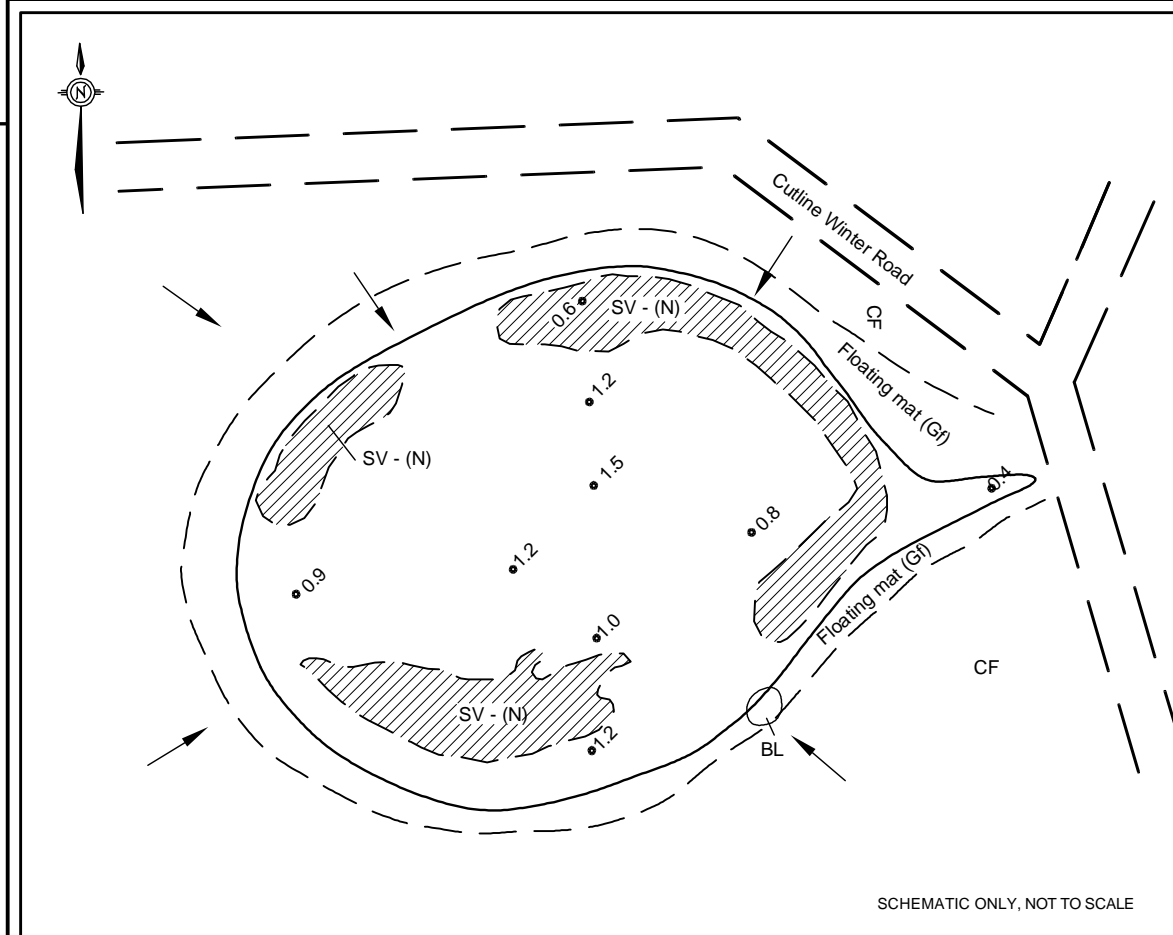 N
Cutline Winter Road
CF
0.6
SV - (N)
Floating mat (Gf)
1.2
SV - (N)
1.5
0.4
0.8
1.2
0.9
Floating mat (Gf)
1.0
CF
SV - (N)
1.2
BL
SCHEMATIC ONLY, NOT TO SCALE